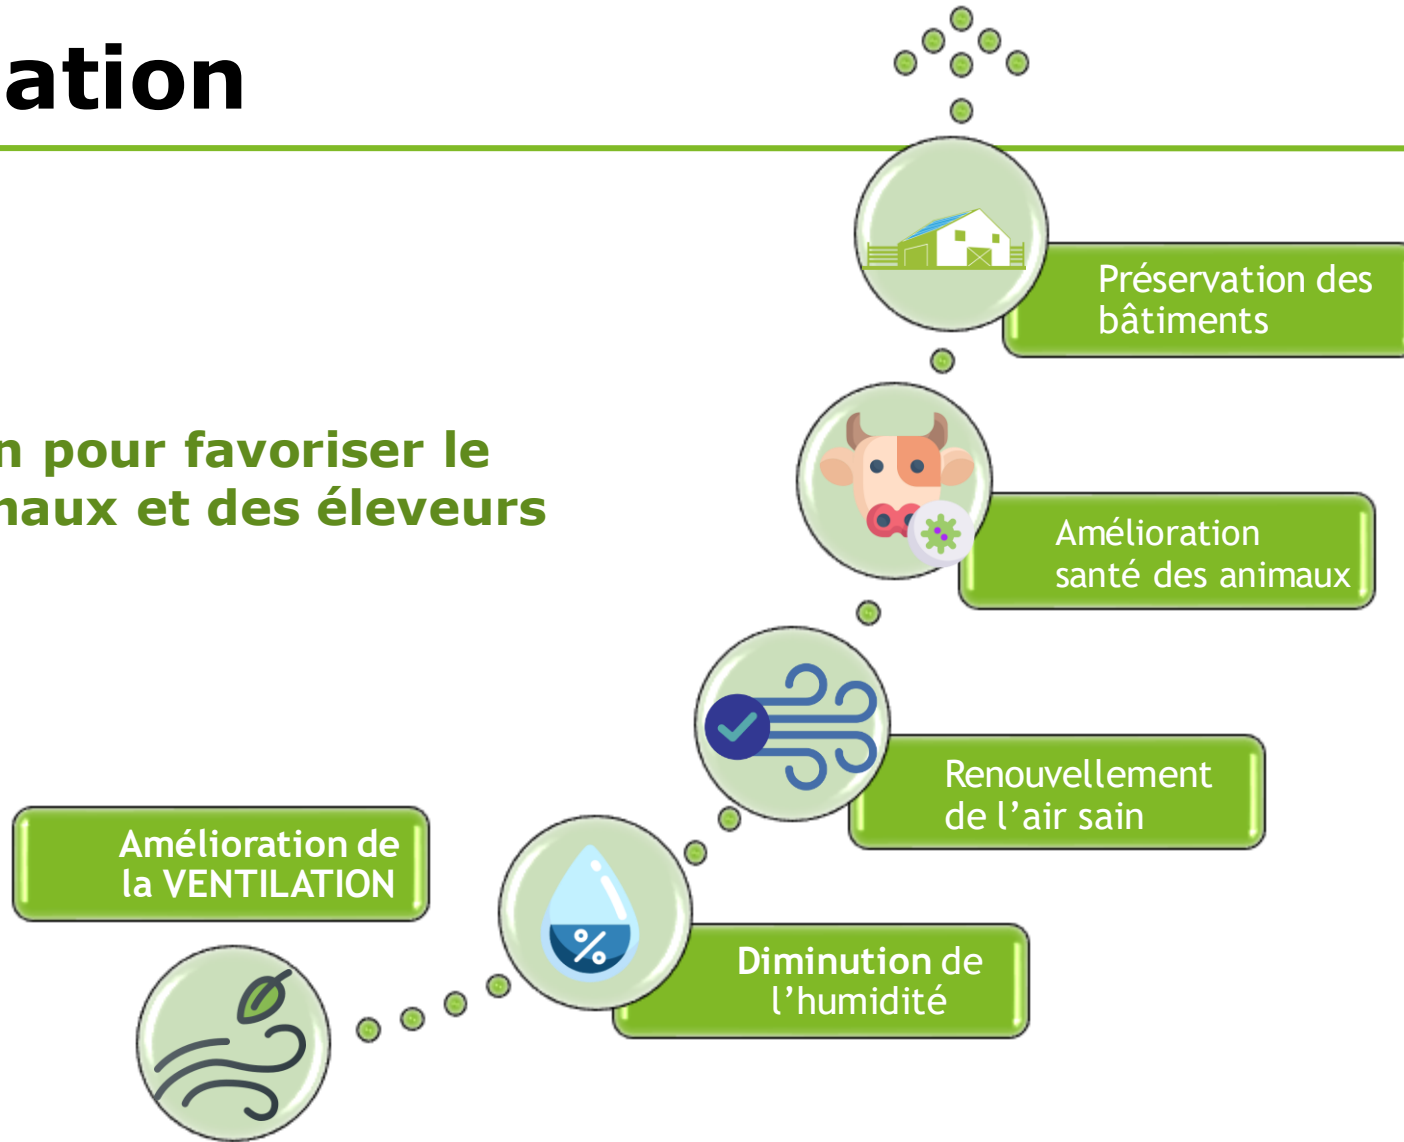 ation
n pour favoriser le
naux et des éleveurs
Préservation des
bâtiments
Amélioration
santé des animaux
Renouvellement
de l’air sain
Amélioration de
la VENTILATION
Diminution de
l’humidité
%